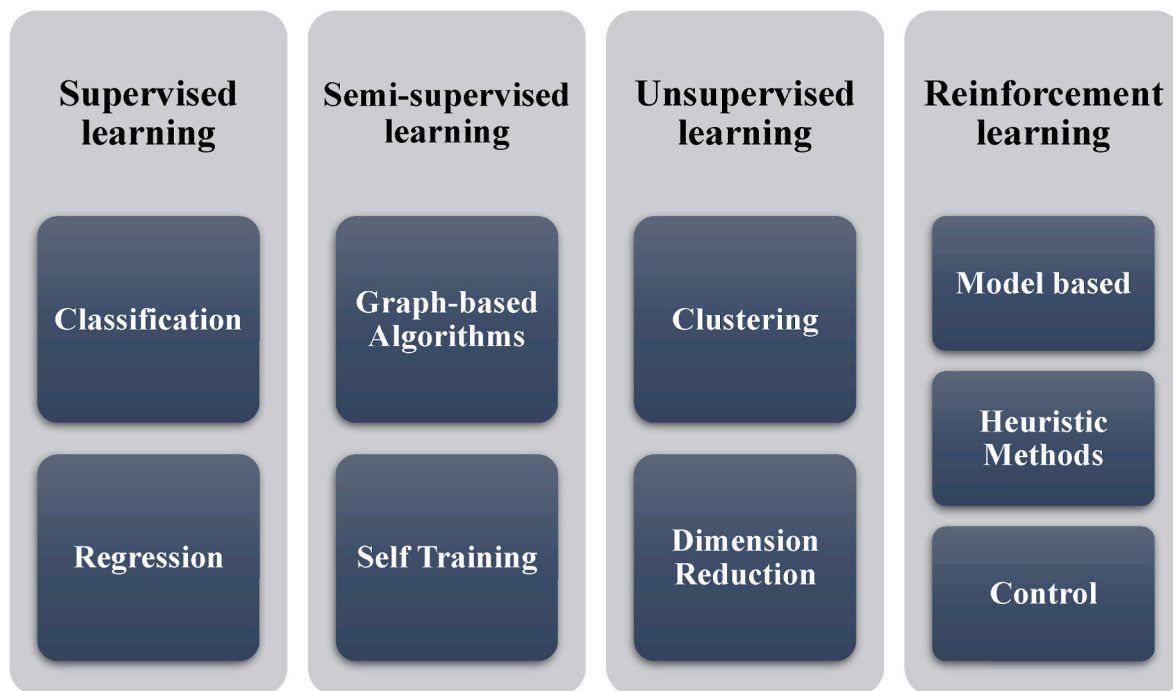 Supervised
learning
Classification
Regression
Semi-supervised
learning
Graph-based
Algorithms
Self Training
Unsupervised
learning
Clustering
Dimension
Reduction
Reinforcement
learning
Model based
Heuristic
Methods
Control